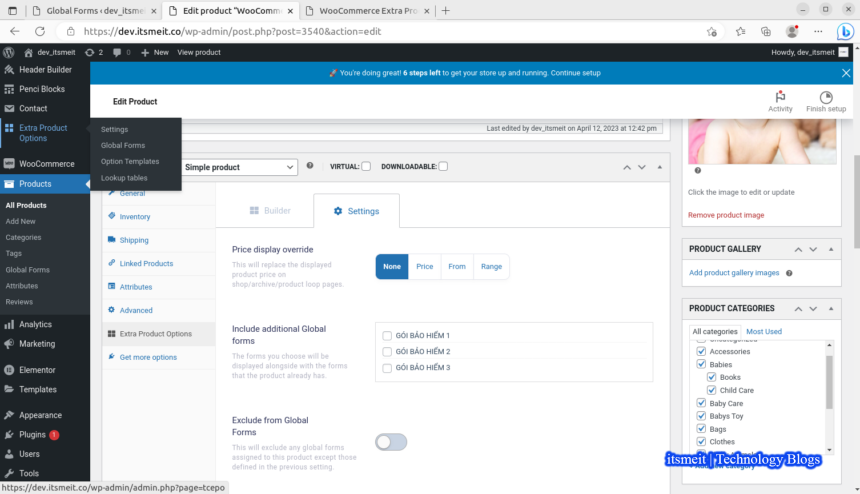 Global Forms ‹ dev_itsmeit
Edit product "WooComm
WooCommerce Extra Pro
https://dev.itsmeit.co/wp-admin/post.php?post=3540&action=edit
dev_itsmeit
2
0
New
View product
Howdy, dev_itsmeit
🚀 You're doing great! 6 steps left to get your store up and running. Continue setup
Header Builder
Penci Blocks
Contact
Extra Product
Options
WooCommerce
Products
All Products
Add New
Categories
Tags
Global Forms
Attributes
Reviews
Analytics
Marketing
Elementor
Templates
Appearance
Plugins 1
Users
Tools
Settings
Global Forms
Option Templates
Lookup tables
Edit Product
Activity
Finish setup
Last edited by dev_itsmeit on April 12, 2023 at 12:42 pm
Simple product
VIRTUAL:
DOWNLOADABLE:
General
Inventory
Shipping
Linked Products
Attributes
Advanced
Extra Product Options
Get more options
Builder
Settings
Price display override
This will replace the displayed
product price on
shop/archive/product loop pages.
None
Price
From
Range
Include additional Global
forms
The forms you choose will be
displayed alongside with the forms
that the product already has.
GÓI BẢO HIỂM 1
GÓI BẢO HIỂM 2
GÓI BẢO HIỂM 3
Exclude from Global
Forms
This will exclude any global forms
assigned to this product except those
defined in the previous setting.
Click the image to edit or update
Remove product image
PRODUCT GALLERY
Add product gallery images
PRODUCT CATEGORIES
All categories
Most Used
Accessories
Babies
Books
Child Care
Baby Care
Babys Toy
Bags
Clothes
itsmeit | Technology Blogs
https://dev.itsmeit.co/wp-admin/admin.php?page=tcepo